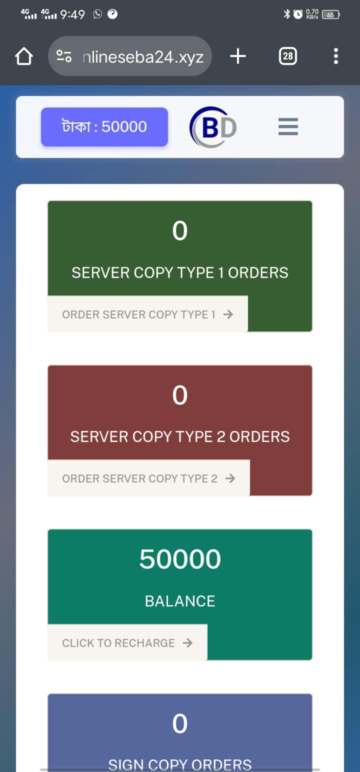 4G 4G 9:49 0.70 KB/s
nlineseba24.xyz 28
টাকা : 50000 BD
0
SERVER COPY TYPE 1 ORDERS
ORDER SERVER COPY TYPE 1 →
0
SERVER COPY TYPE 2 ORDERS
ORDER SERVER COPY TYPE 2 →
50000
BALANCE
CLICK TO RECHARGE →
0
SIGN COPY ORDERS